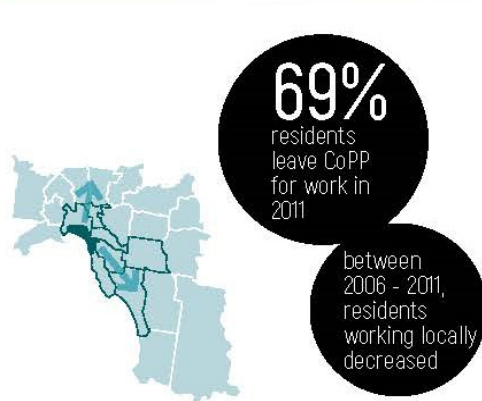 69%
residents
leave CoPP
for work in
2011
between
2006 - 2011,
residents
working locally
decreased